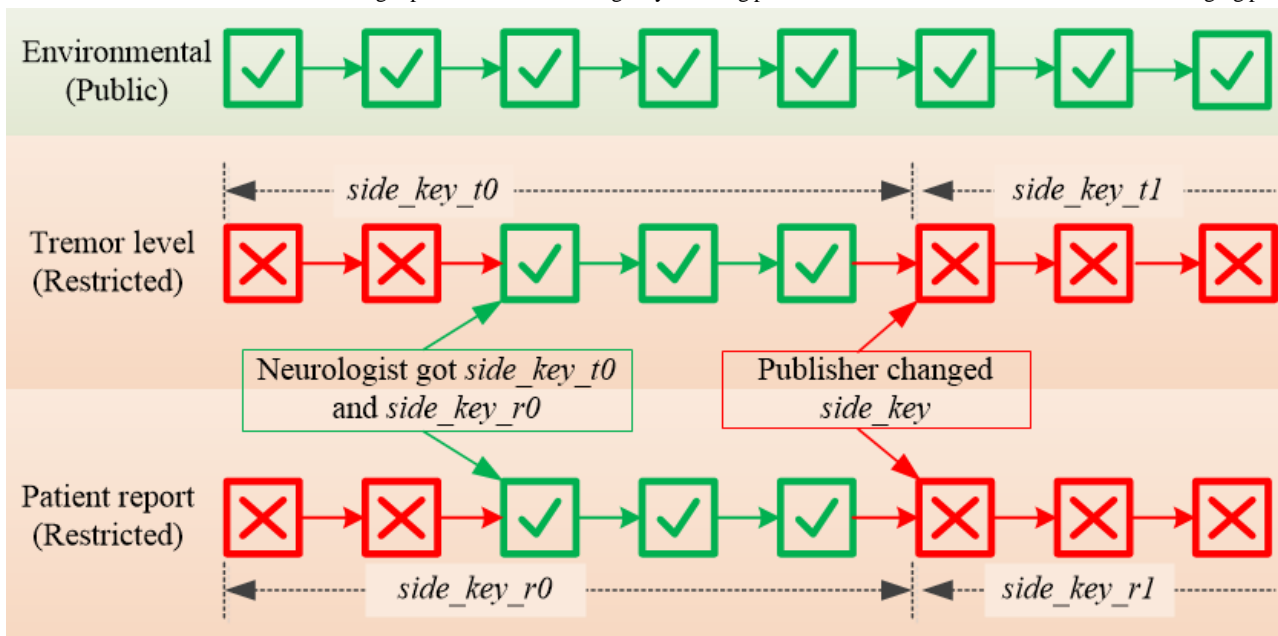 Environmental
(Public)
side_key_t0
side_key_t1
Tremor level
(Restricted)
Neurologist got side_key_t0
and side_key_r0
Publisher changed
side_key
Patient report
(Restricted)
side_key_r0
side_key_r1